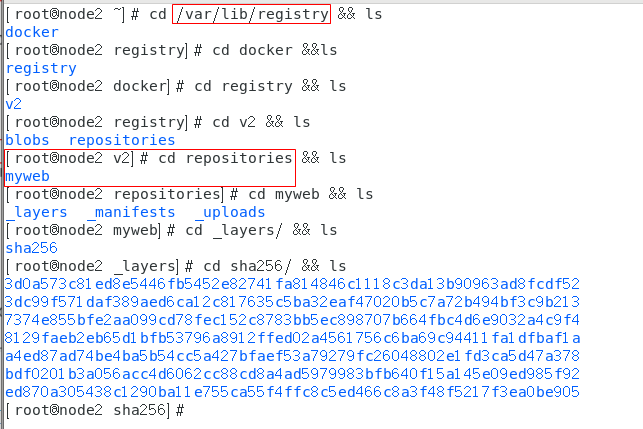 [root@node2 ~]# cd /var/lib/registry && ls
docker
[root@node2 registry]# cd docker &&ls
registry
[root@node2 docker]# cd registry && ls
v2
[root@node2 registry]# cd v2 && ls
blobs  repositories
[root@node2 v2]# cd repositories && ls
myweb
[root@node2 repositories]# cd myweb && ls
_layers  _manifests  _uploads
[root@node2 myweb]# cd _layers/ && ls
sha256
[root@node2 _layers]# cd sha256/ && ls
3d0a573c81ed8e5446fb5452e82741fa814846c1118c3da13b90963ad8fcdf52
3dc99f571daf389aed6ca12c817635c5ba32eaf47020b5c7a72b494bf3c9b213
7374e855bfe2aa099cd78fec152c8783bb5ec898707b664fbc4d6e9032a4c9f4
8129faeb2eb65d1bfb53796a8912ffed02a4561756c6ba69c94411fa1dfbaf1a
a4ed87ad74be4ba5b54cc5a427bfaef53a79279fc26048802e1fd3ca5d47a378
bdf0201b3a056acc4d6062cc88cd8a4ad5979983bfb640f15a145e09ed985f92
ed870a305438c1290ba11e755ca55f4ffc8c5ed466c8a3f48f5217f3ea0be905
[root@node2 sha256]#